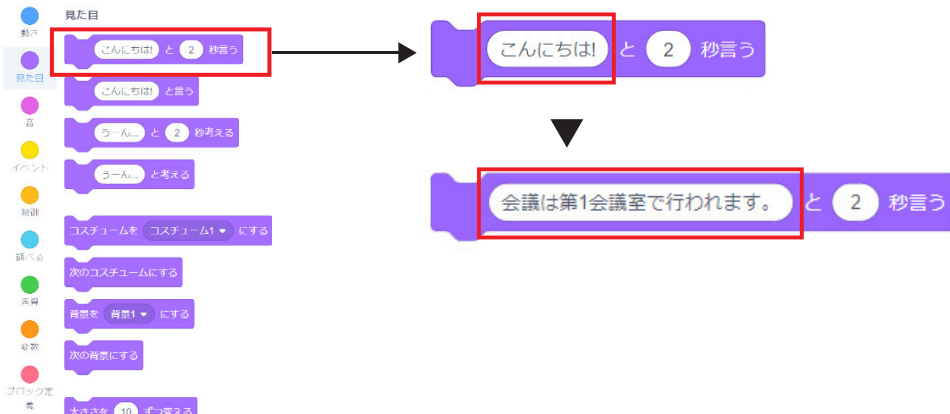 動き
見た目
音
イベント
制御
調べる
演算
変数
ブロック定
義
見た目
こんにちは! と 2 秒言う
こんにちは! と言う
うーん... と 2 秒考える
うーん... と考える
コスチュームを コスチューム1 にする
次のコスチュームにする
背景を 背景1 にする
次の背景にする
大きさを 10 ずつ変える
こんにちは! と 2 秒言う
会議は第1会議室で行われます。 と 2 秒言う